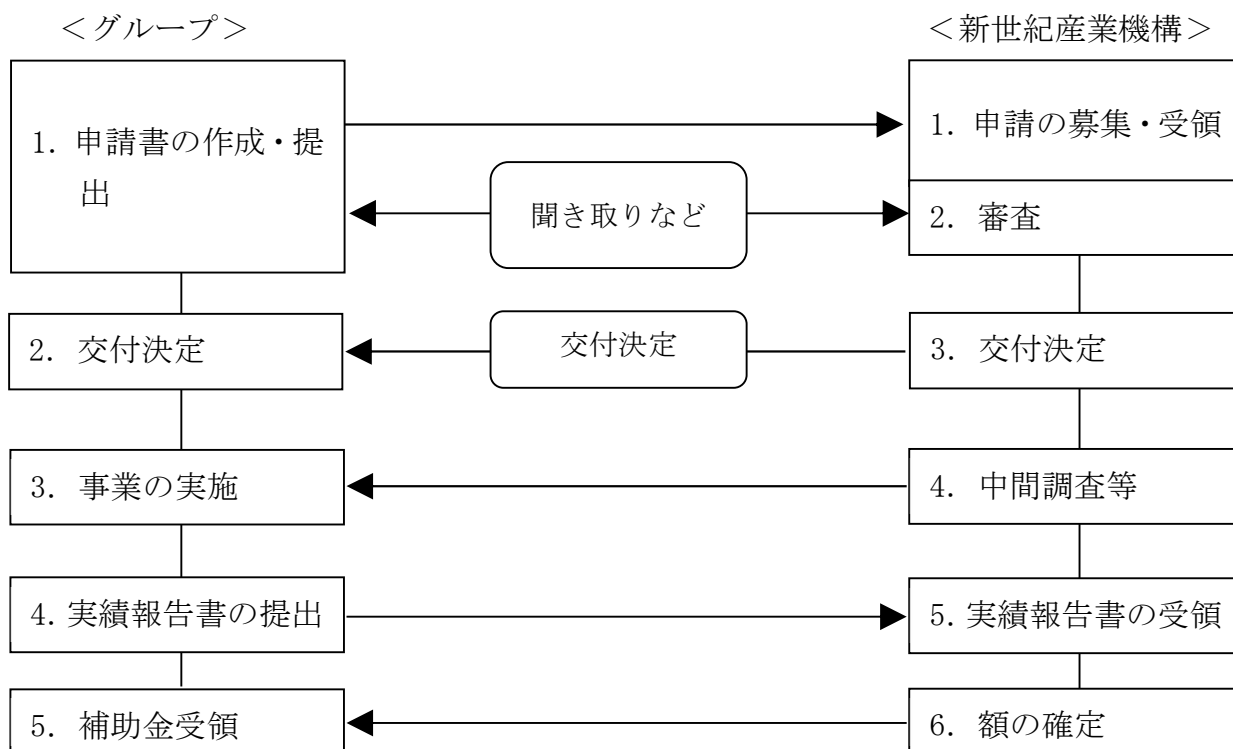 ＜グループ＞
＜新世紀産業機構＞
1. 申請書の作成・提
出
1. 申請の募集・受領
聞き取りなど
2. 審査
2. 交付決定
交付決定
3. 交付決定
3. 事業の実施
4. 中間調査等
4. 実績報告書の提出
5. 実績報告書の受領
5. 補助金受領
6. 額の確定